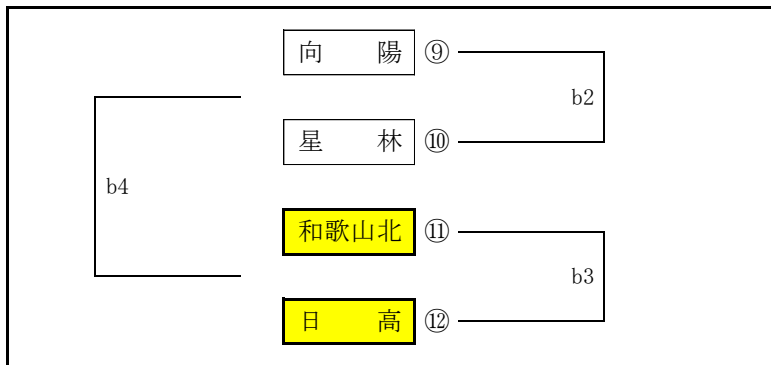 向　　陽 ⑨
b2
星　　林 ⑩
b4
和歌山北 ⑪
b3
日　　高 ⑫